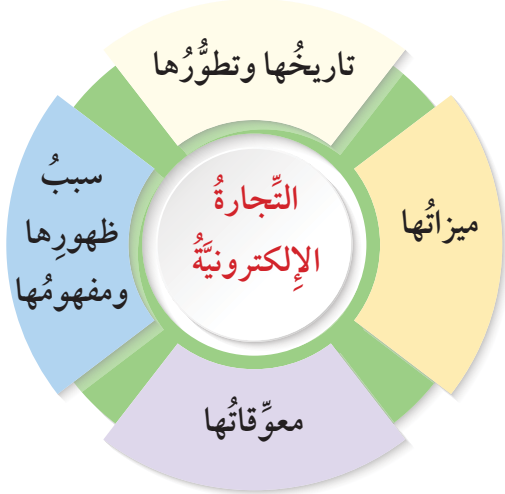 تاريخُها وتطوُّرُها
ميزاتُها
سببُ
ظهورِها
ومفهومُها
التِّجارةُ
الإِلكترونيَّةُ
معوِّقاتُها